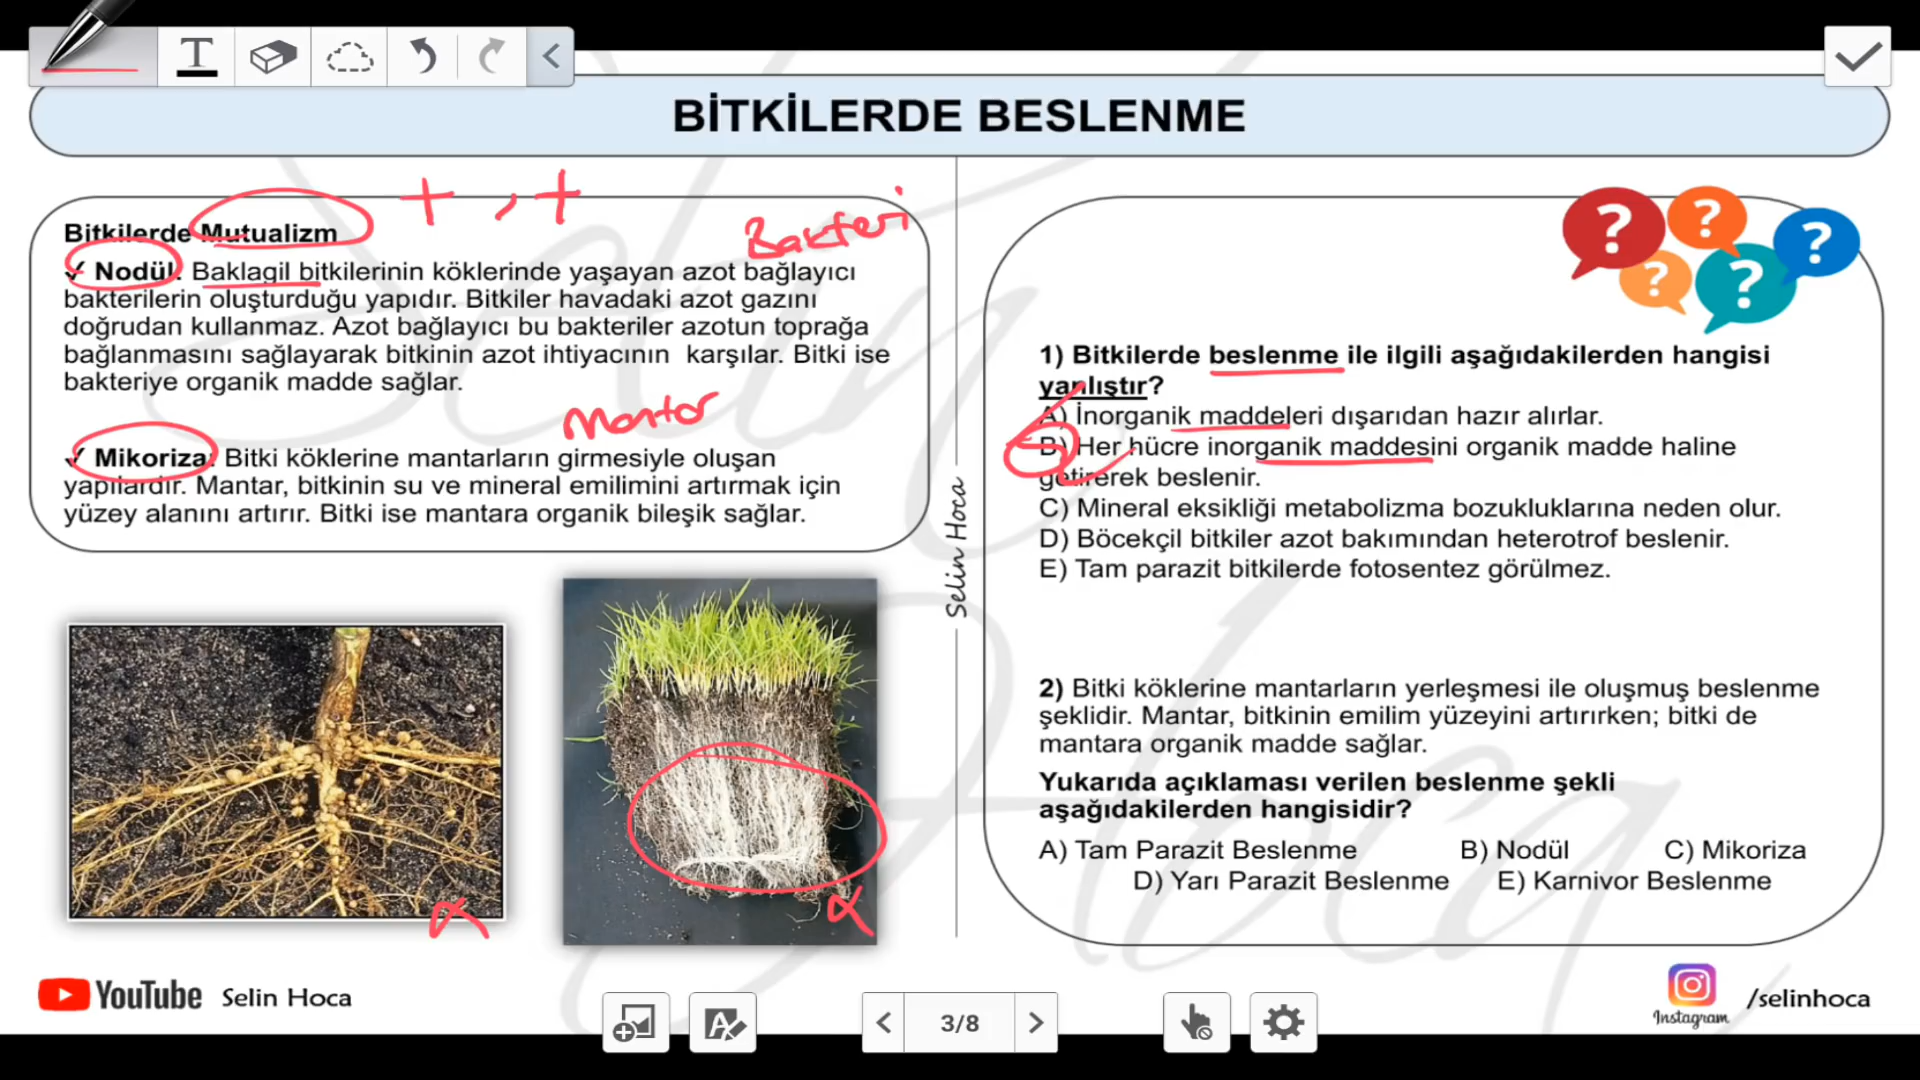 T
BİTKİLERDE BESLENME
+ , +
Bakteri
Bitkilerde Mutualizm
✓ Nodül: Baklagil bitkilerinin köklerinde yaşayan azot bağlayıcı
bakterilerin oluşturduğu yapıdır. Bitkiler havadaki azot gazını
doğrudan kullanmaz. Azot bağlayıcı bu bakteriler azotun toprağa
bağlanmasını sağlayarak bitkinin azot ihtiyacının karşılar. Bitki ise
bakteriye organik madde sağlar.
Mantar
✓ Mikoriza: Bitki köklerine mantarların girmesiyle oluşan
yapılardır. Mantar, bitkinin su ve mineral emilimini artırmak için
yüzey alanını artırır. Bitki ise mantara organik bileşik sağlar.
Selin Hoca
? ? ? ? ?
1) Bitkilerde beslenme ile ilgili aşağıdakilerden hangisi
yanlıştır?
A) İnorganik maddeleri dışarıdan hazır alırlar.
B) Her hücre inorganik maddesini organik madde haline
getirerek beslenir.
C) Mineral eksikliği metabolizma bozukluklarına neden olur.
D) Böcekçil bitkiler azot bakımından heterotrof beslenir.
E) Tam parazit bitkilerde fotosentez görülmez.
2) Bitki köklerine mantarların yerleşmesi ile oluşmuş beslenme
şeklidir. Mantar, bitkinin emilim yüzeyini artırırken; bitki de
mantara organik madde sağlar.
Yukarıda açıklaması verilen beslenme şekli
aşağıdakilerden hangisidir?
A) Tam Parazit Beslenme B) Nodül C) Mikoriza
D) Yarı Parazit Beslenme E) Karnivor Beslenme
YouTube Selin Hoca
3/8
Instagram /selinhoca